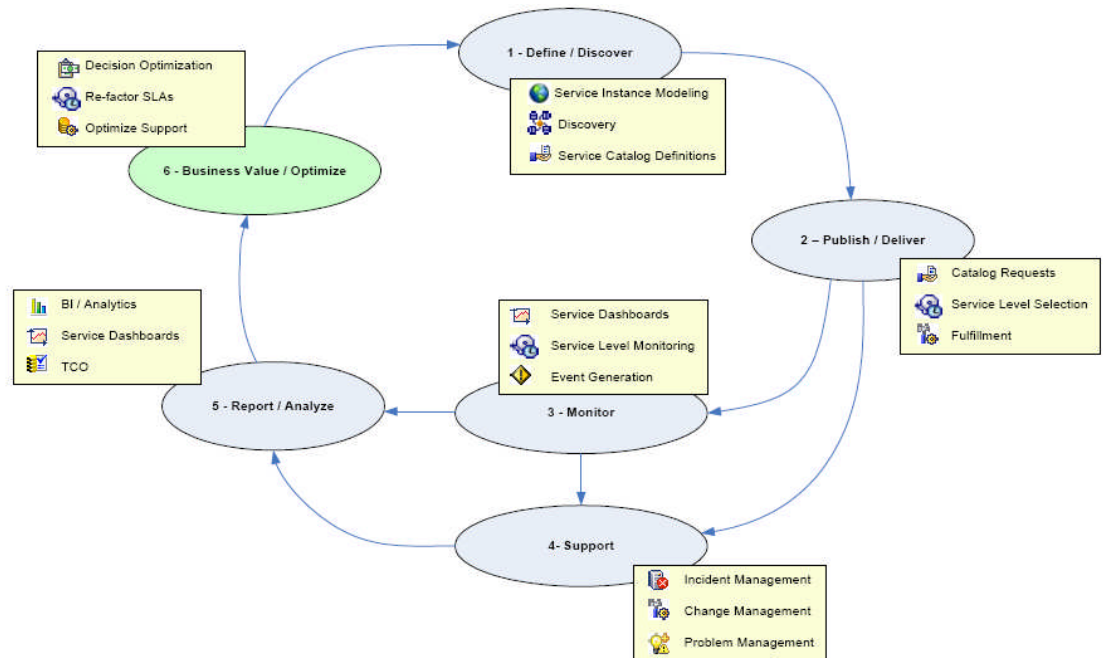 1 - Define / Discover
Service Instance Modeling
Discovery
Service Catalog Definitions
2 – Publish / Deliver
Catalog Requests
Service Level Selection
Fulfillment
Service Dashboards
Service Level Monitoring
Event Generation
3 - Monitor
4- Support
Incident Management
Change Management
Problem Management
BI / Analytics
Service Dashboards
TCO
5 - Report / Analyze
Decision Optimization
Re-factor SLAs
Optimize Support
6 - Business Value / Optimize